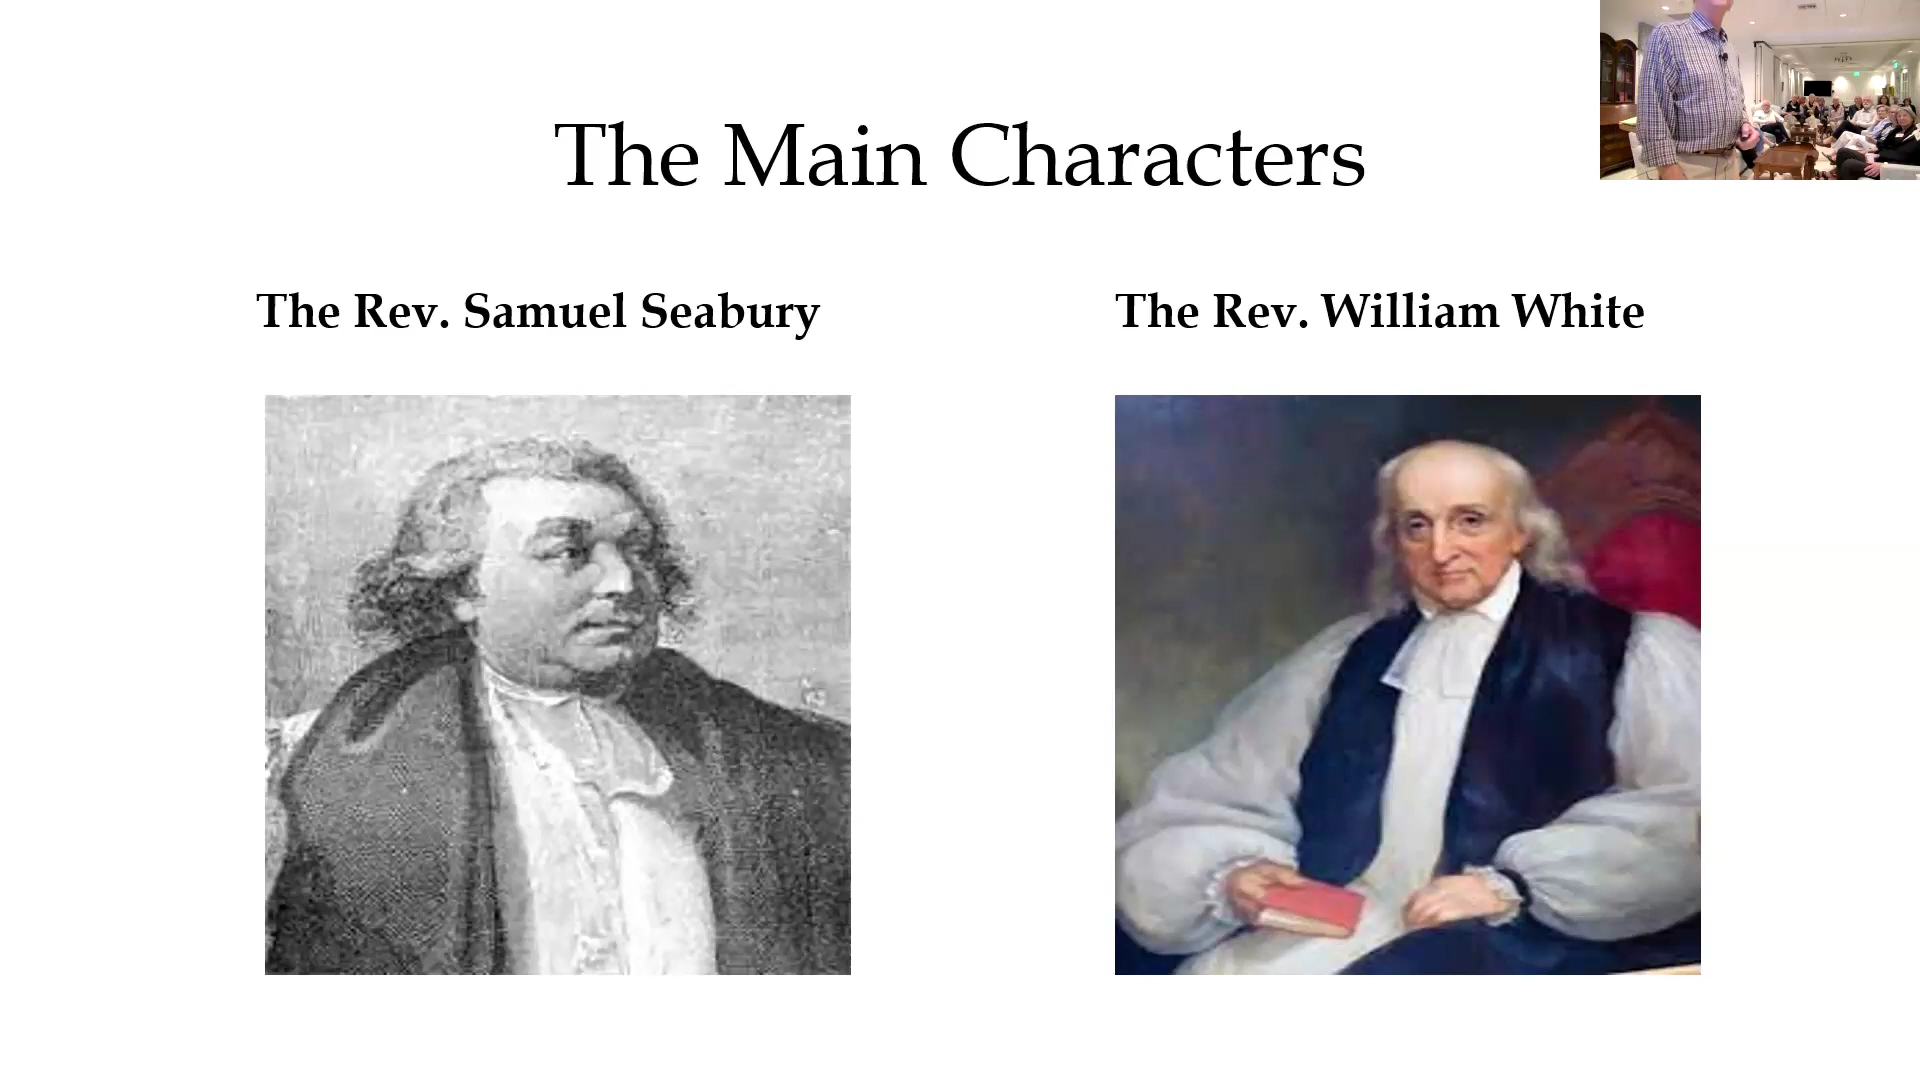 The Main Characters
The Rev. Samuel Seabury
The Rev. William White